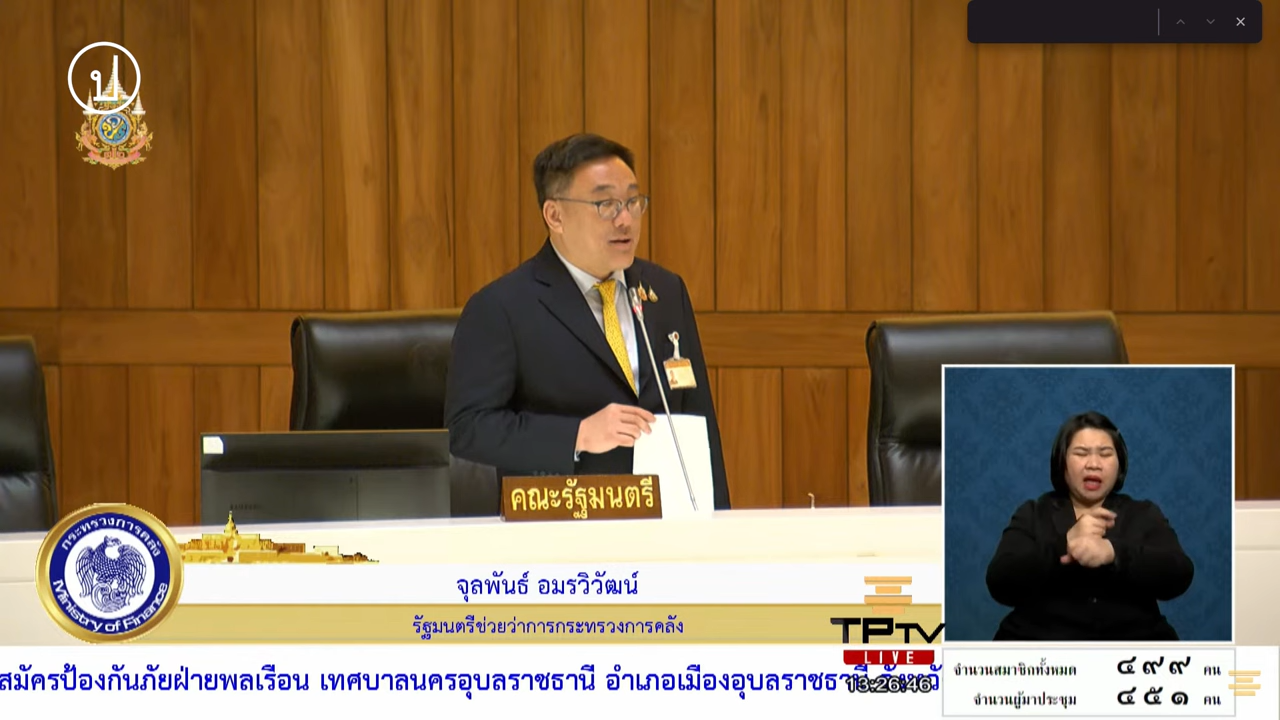 ป
คณะรัฐมนตรี
กระทรวงการคลัง
Ministry of Finance
จุลพันธ์ อมรวิวัฒน์
รัฐมนตรีช่วยว่าการกระทรวงการคลัง
TPTV
LIVE
สมัครป้องกันภัยฝ่ายพลเรือน เทศบาลนครอุบลราชธานี อำเภอเมืองอุบลราชธานี
13:26:46
จำนวนสมาชิกทั้งหมด ๔๙๙ คน
จำนวนผู้มาประชุม ๔๕๑ คน